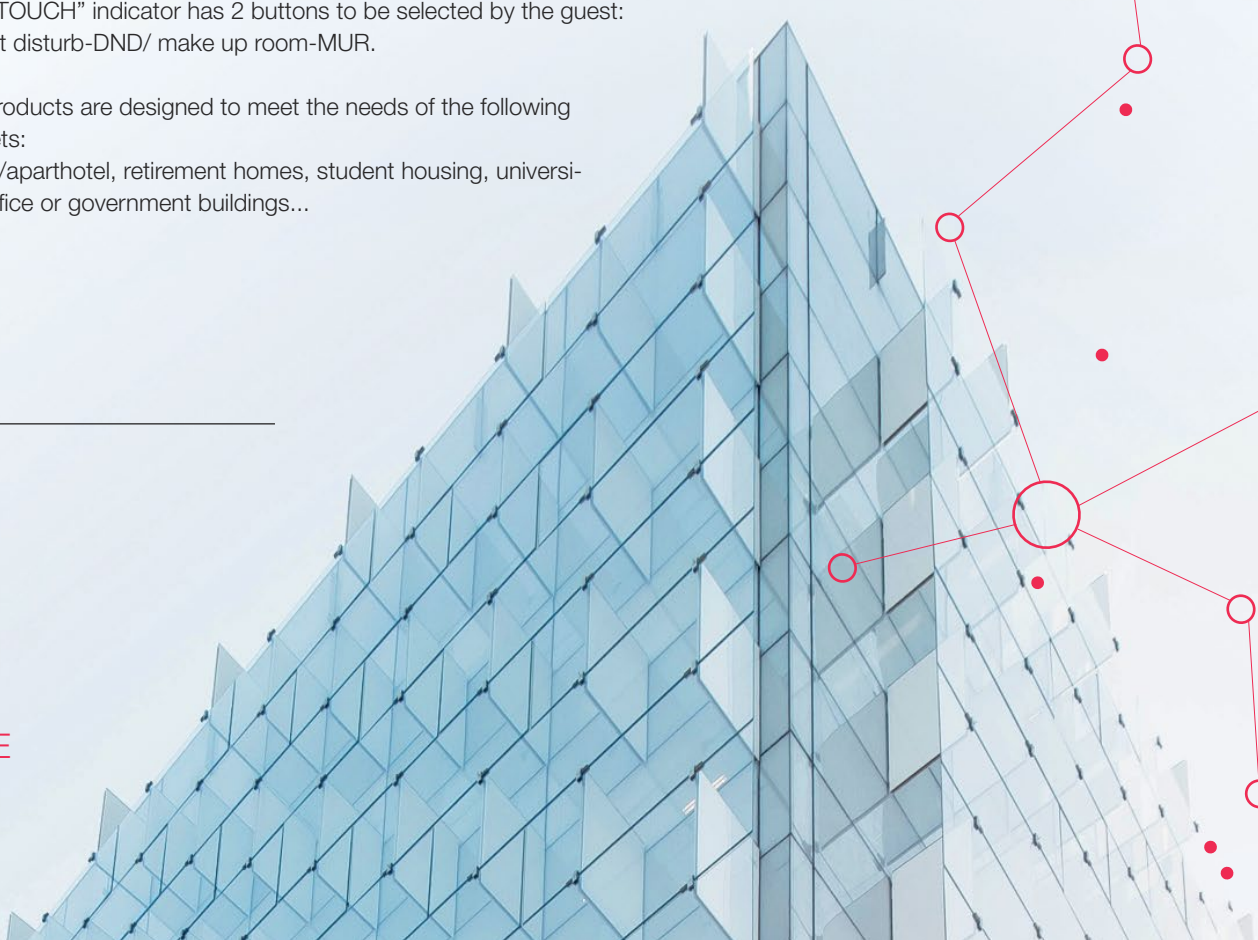 TOUCH” indicator has 2 buttons to be selected by the guest:
t disturb-DND/ make up room-MUR.
roducts are designed to meet the needs of the following
ts:
/aparthotel, retirement homes, student housing, universi-
fice or government buildings...
E